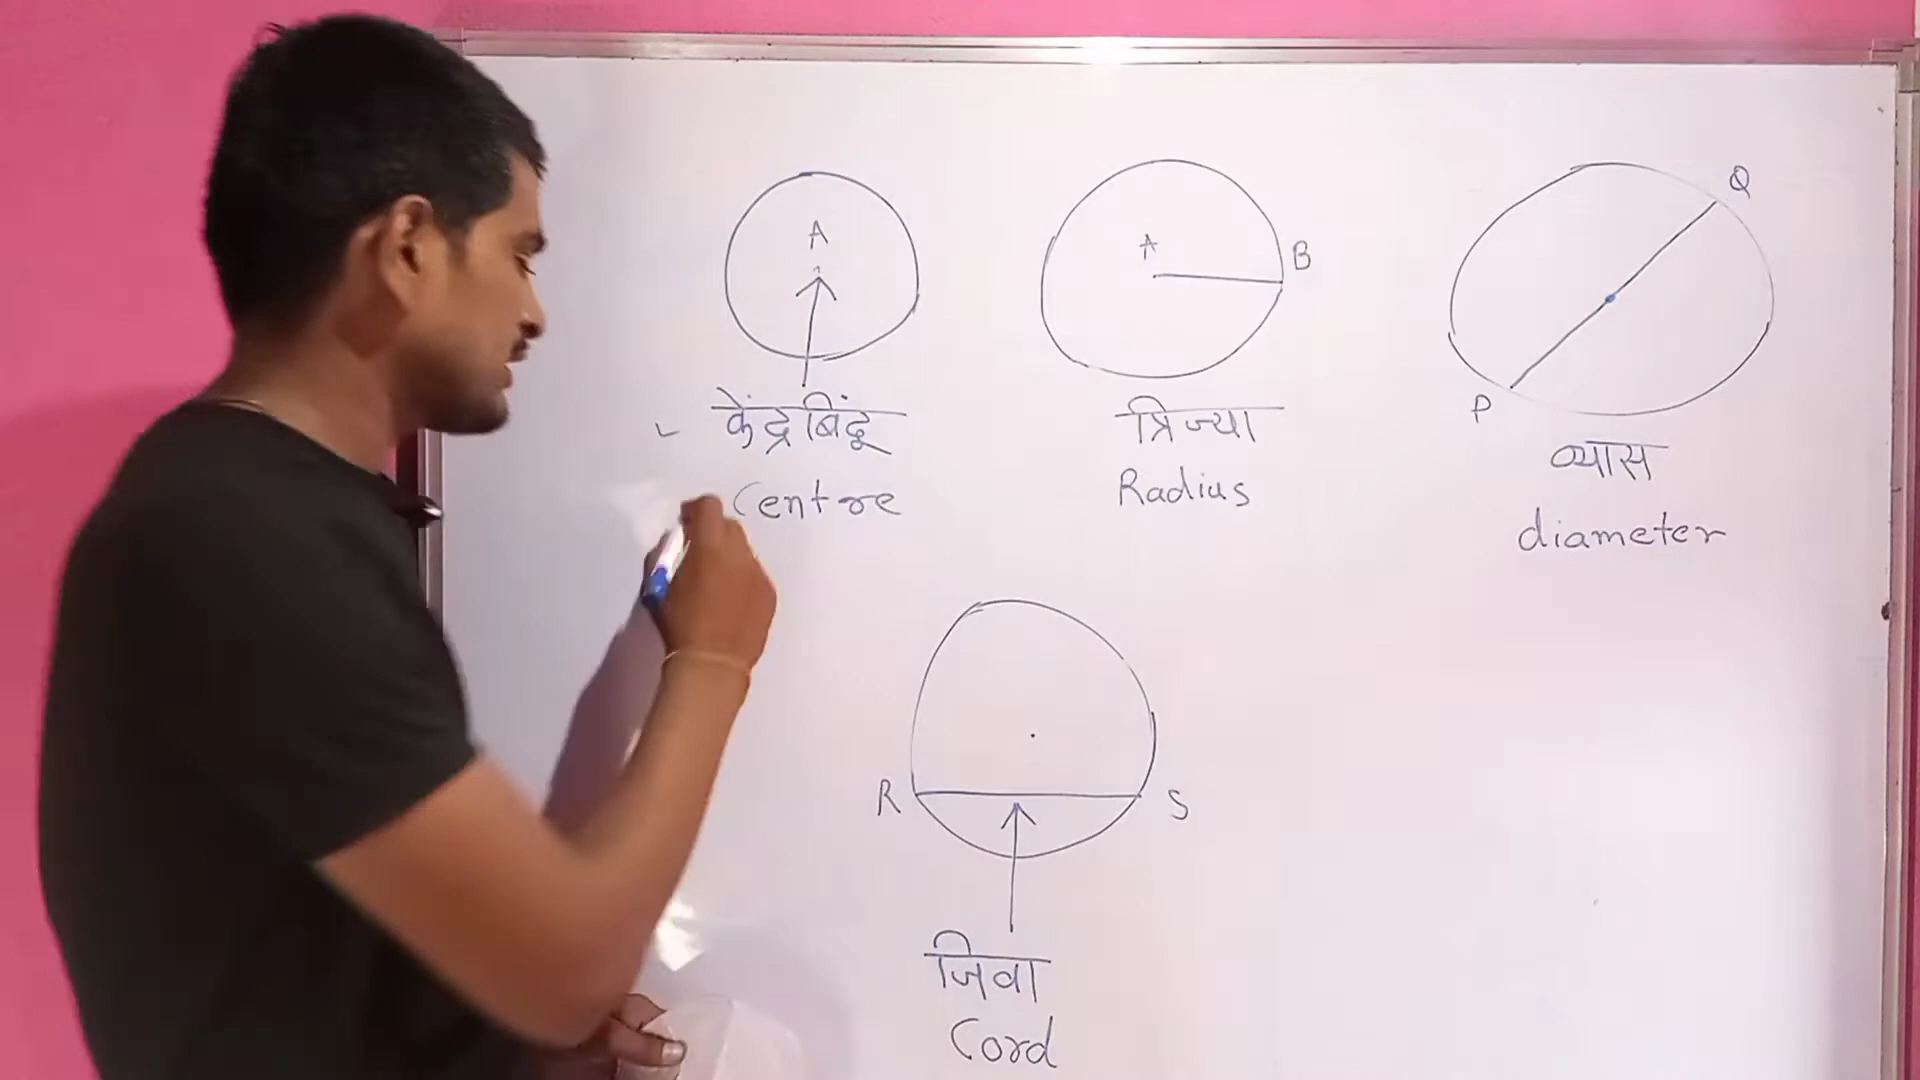 A
केंद्रबिंदू
Centre
A
B
त्रिज्या
Radius
Q
P
व्यास
diameter
R
S
जिवा
Cord